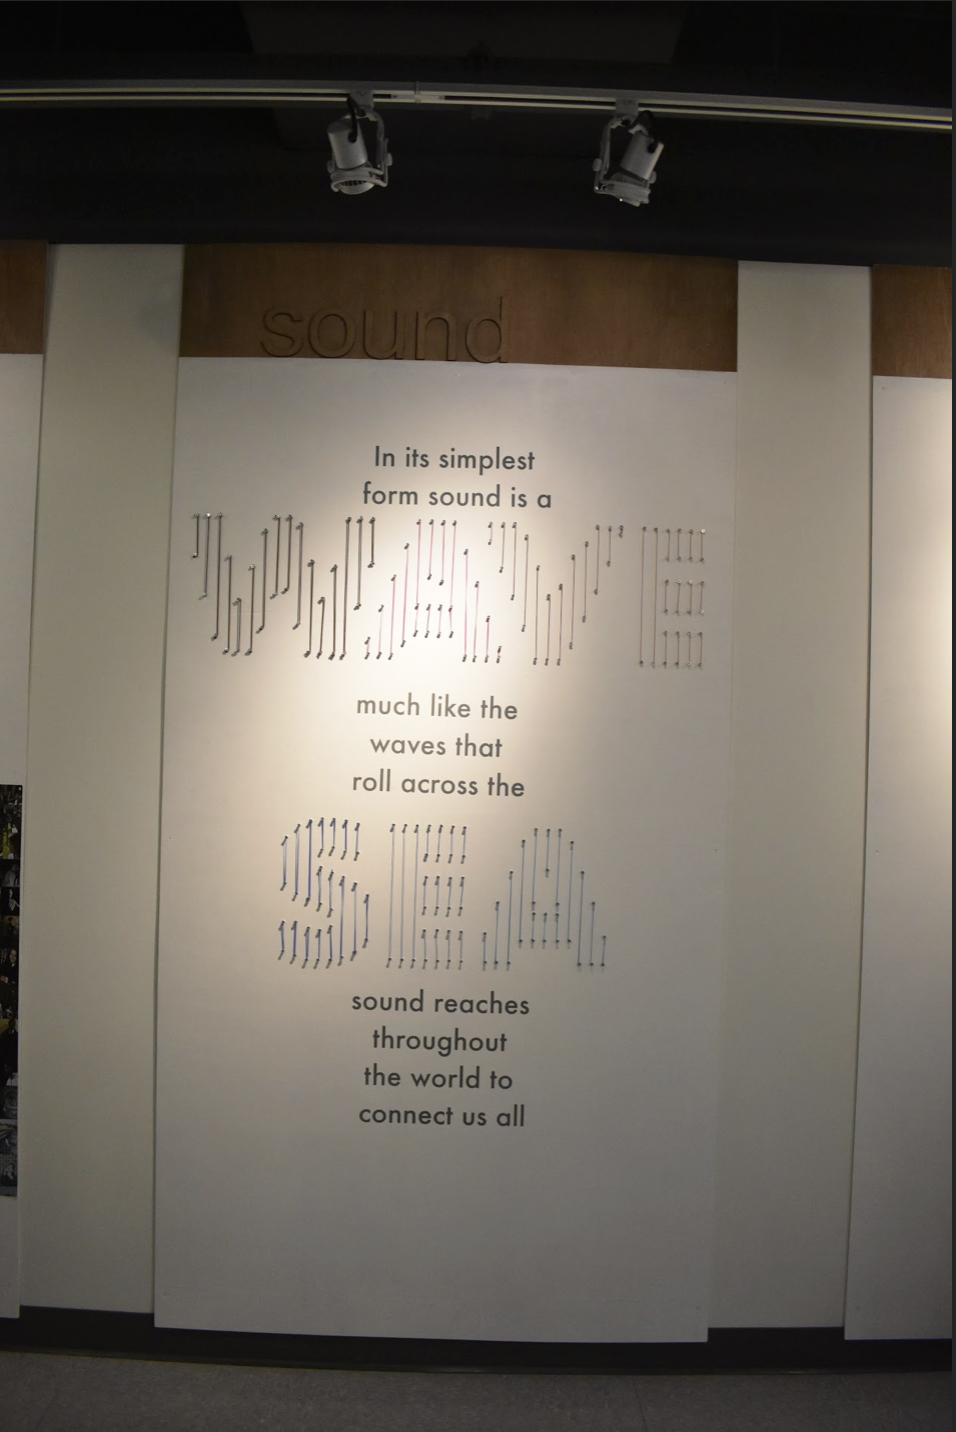 sound
In its simplest
form sound is a
WAVE
much like the
waves that
roll across the
SEA
sound reaches
throughout
the world to
connect us all